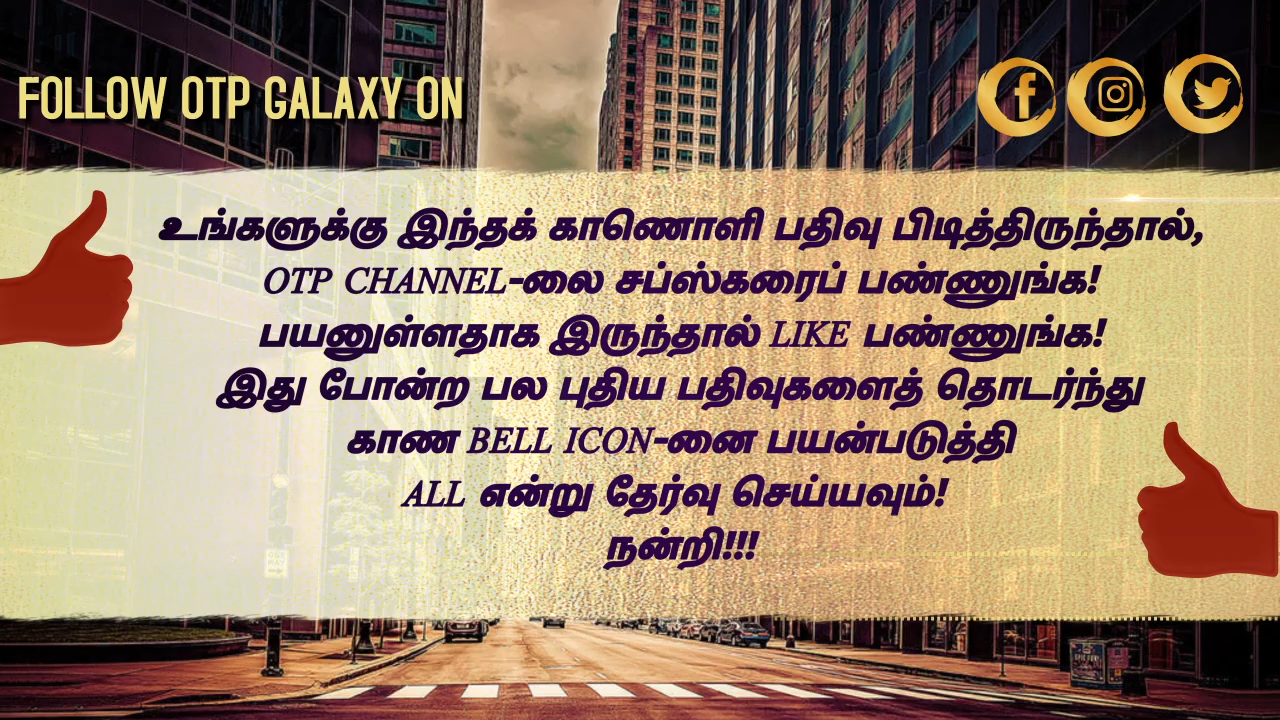 FOLLOW OTP GALAXY ON
உங்களுக்கு இந்தக் காணொளி பதிவு பிடித்திருந்தால்,
OTP CHANNEL-லை சப்ஸ்கரைப் பண்ணுங்க!
பயனுள்ளதாக இருந்தால் LIKE பண்ணுங்க!
இது போன்ற பல புதிய பதிவுகளைத் தொடர்ந்து
காண BELL ICON-னை பயன்படுத்தி
ALL என்று தேர்வு செய்யவும்!
நன்றி!!!